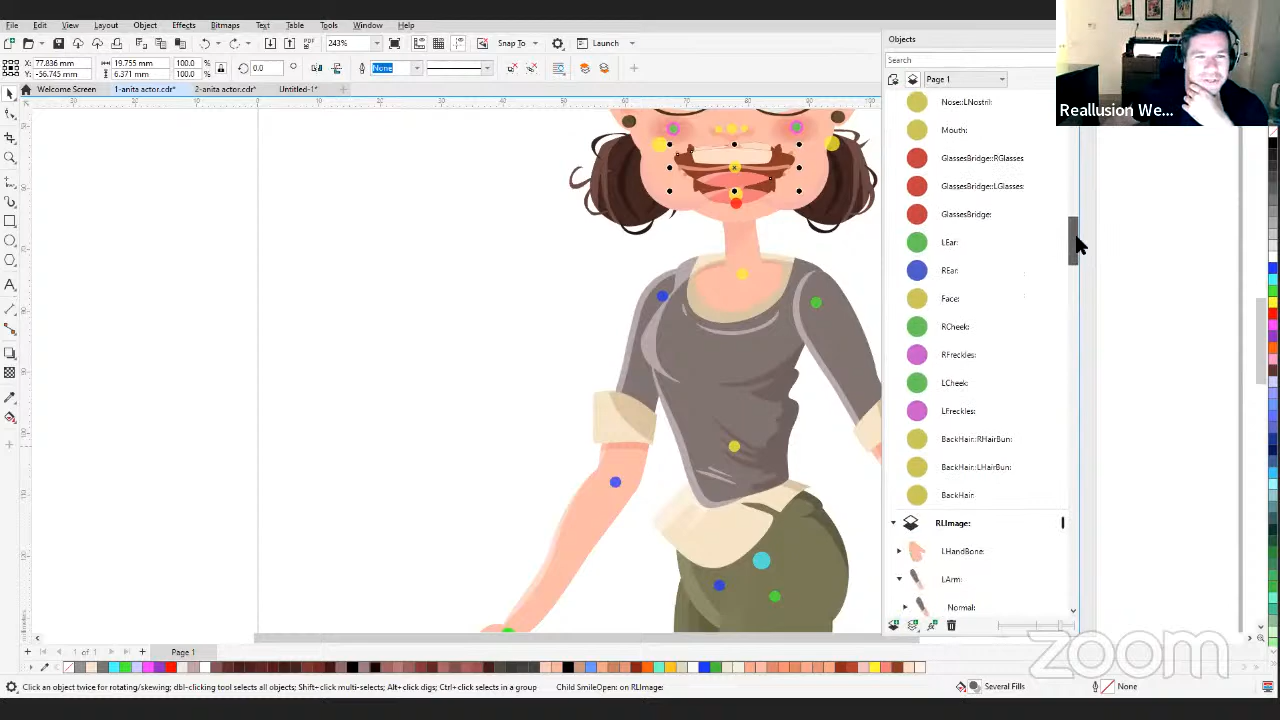 File Edit View Layout Object Effects Bitmaps Text Table Tools Window Help
PDF 243% Snap To Launch
X: 77.836 mm 19.755 mm 100.0 %
Y: -56.745 mm 6.371 mm 100.0 % 0.0 None
Welcome Screen 1-anita actor.cdr* 2-anita actor.cdr* Untitled-1*
Reallusion We...
Objects
Search
Page 1
Nose::LNostril:
Mouth:
GlassesBridge::RGlasses
GlassesBridge::LGlasses:
GlassesBridge:
LEar:
REar:
Face:
RCheek:
RFreckles:
LCheek:
LFreckles:
BackHair::RHairBun:
BackHair::LHairBun:
BackHair:
RLImage:
LHandBone:
LArm:
Normal:
Page 1
zoom
Click an object twice for rotating/skewing; dbl-clicking tool selects all objects; Shift+click multi-selects; Alt+click digs; Ctrl+click selects in a group Child SmileOpen: on RLImage: Several Fills None